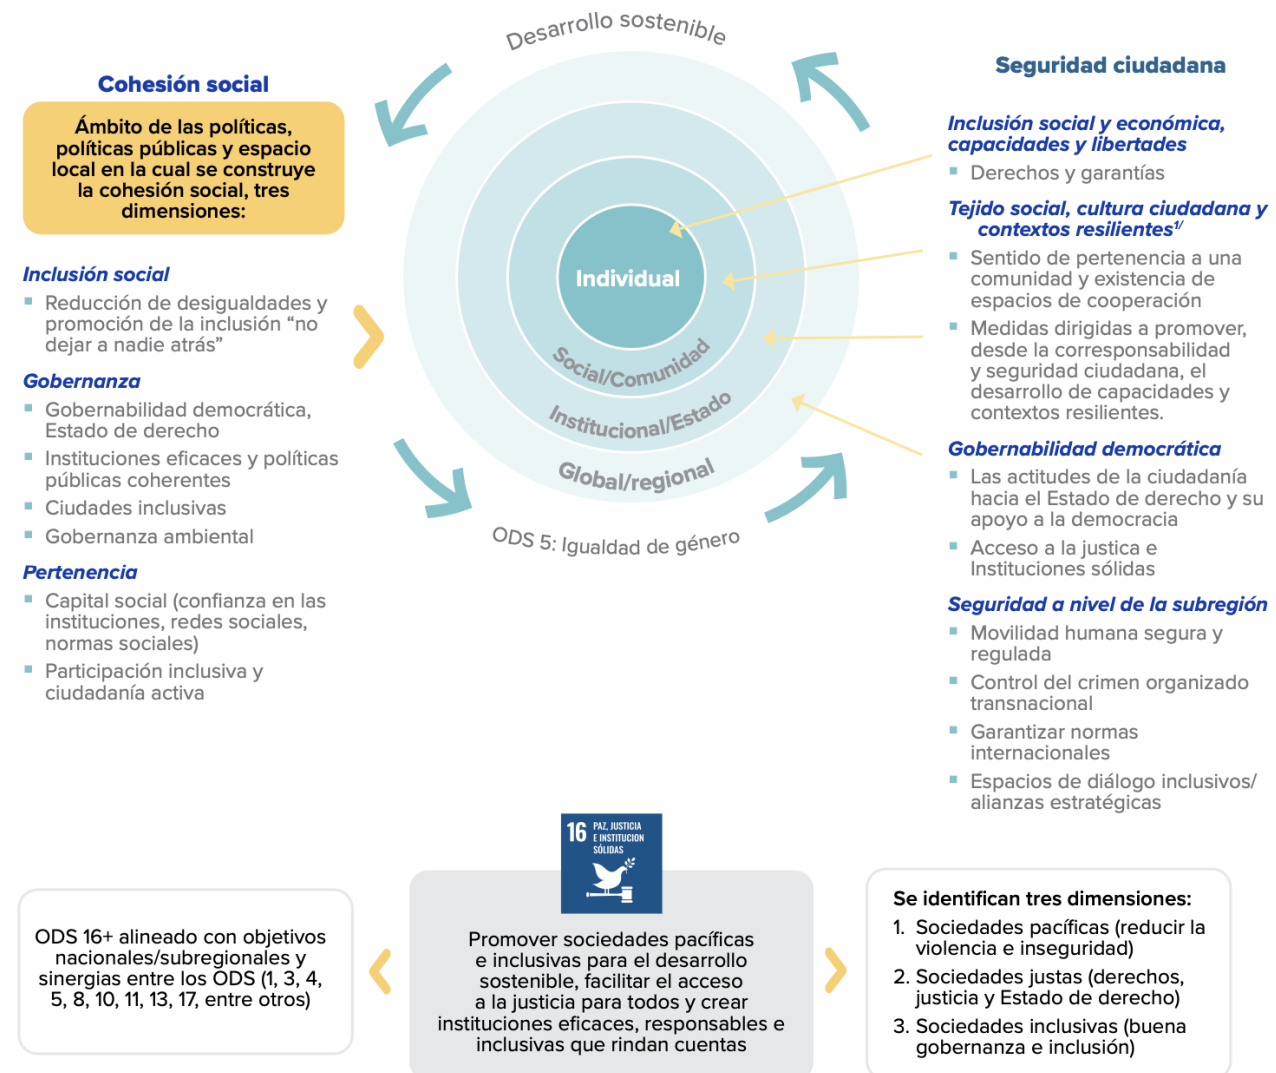 Desarrollo sostenible
Cohesión social
Ámbito de las políticas,
políticas públicas y espacio
local en la cual se construye
la cohesión social, tres
dimensiones:
Inclusión social
▪ Reducción de desigualdades y
promoción de la inclusión “no
dejar a nadie atrás”
Gobernanza
▪ Gobernabilidad democrática,
Estado de derecho
▪ Instituciones eficaces y políticas
públicas coherentes
▪ Ciudades inclusivas
▪ Gobernanza ambiental
Pertenencia
▪ Capital social (confianza en las
instituciones, redes sociales,
normas sociales)
▪ Participación inclusiva y
ciudadanía activa
Individual
Social/Comunidad
Institucional/Estado
Global/regional
ODS 5: Igualdad de género
Seguridad ciudadana
Inclusión social y económica,
capacidades y libertades
▪ Derechos y garantías
Tejido social, cultura ciudadana y
contextos resilientes1/
▪ Sentido de pertenencia a una
comunidad y existencia de
espacios de cooperación
▪ Medidas dirigidas a promover,
desde la corresponsabilidad
y seguridad ciudadana, el
desarrollo de capacidades y
contextos resilientes.
Gobernabilidad democrática
▪ Las actitudes de la ciudadanía
hacia el Estado de derecho y su
apoyo a la democracia
▪ Acceso a la justica e
Instituciones sólidas
Seguridad a nivel de la subregión
▪ Movilidad humana segura y
regulada
▪ Control del crimen organizado
transnacional
▪ Garantizar normas
internacionales
▪ Espacios de diálogo inclusivos/
alianzas estratégicas
ODS 16+ alineado con objetivos
nacionales/subregionales y
sinergias entre los ODS (1, 3, 4,
5, 8, 10, 11, 13, 17, entre otros)
16 PAZ, JUSTICIA
E INSTITUCION
SÓLIDAS
Promover sociedades pacíficas
e inclusivas para el desarrollo
sostenible, facilitar el acceso
a la justicia para todos y crear
instituciones eficaces, responsables e
inclusivas que rindan cuentas
Se identifican tres dimensiones:
1. Sociedades pacíficas (reducir la
violencia e inseguridad)
2. Sociedades justas (derechos,
justicia y Estado de derecho)
3. Sociedades inclusivas (buena
gobernanza e inclusión)